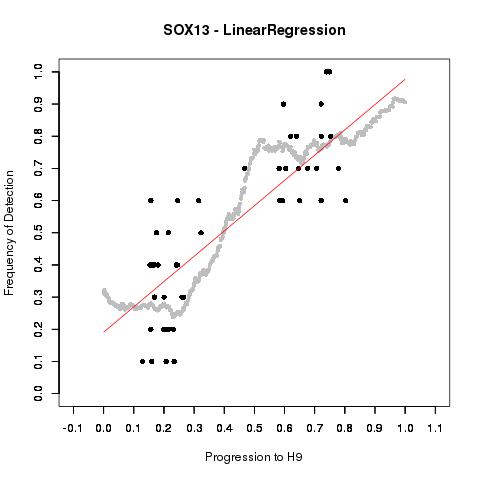 SOX13 - LinearRegression
Frequency of Detection
1.0
0.9
0.8
0.7
0.6
0.5
0.4
0.3
0.2
0.1
0.0
-0.1 0.0 0.1 0.2 0.3 0.4 0.5 0.6 0.7 0.8 0.9 1.0 1.1
Progression to H9